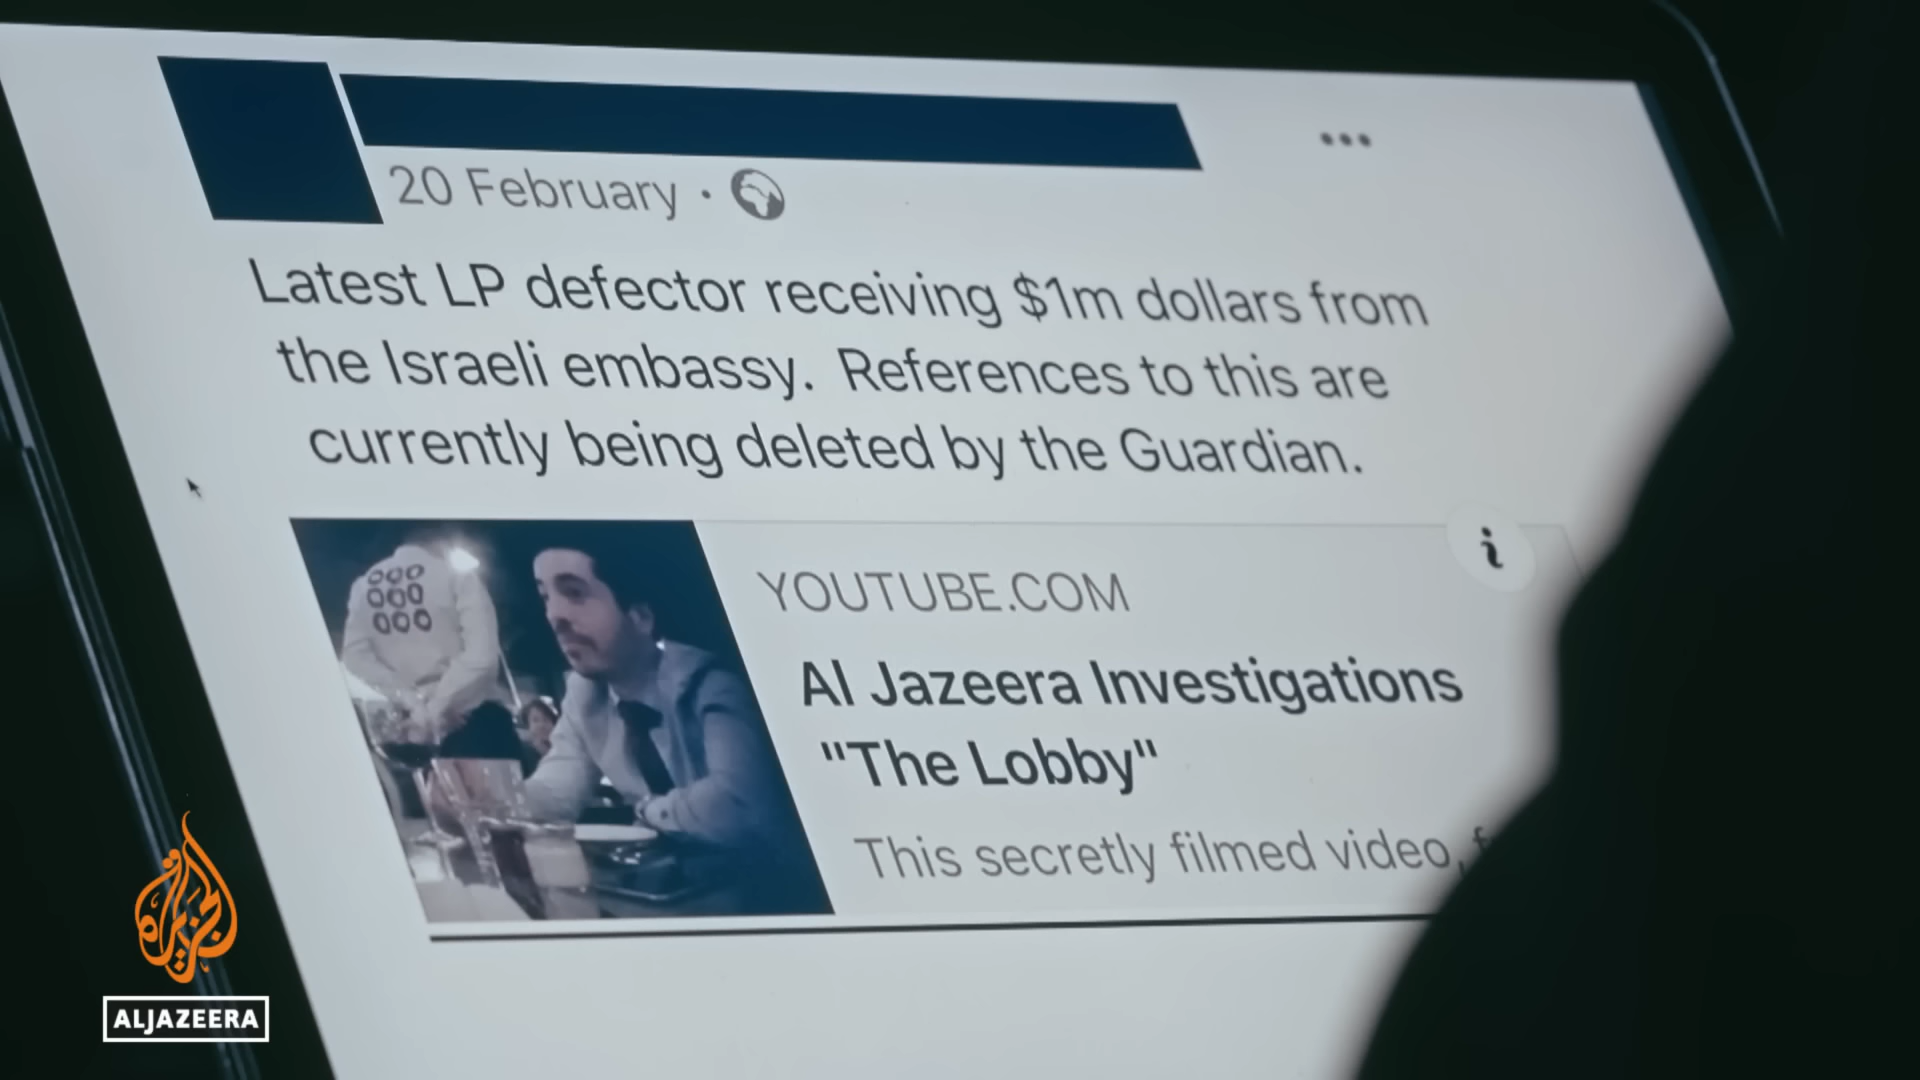 20 February ·
Latest LP defector receiving $1m dollars from
the Israeli embassy. References to this are
currently being deleted by the Guardian.
i
YOUTUBE.COM
Al Jazeera Investigations
"The Lobby"
This secretly filmed video,
الجزيرة
ALJAZEERA